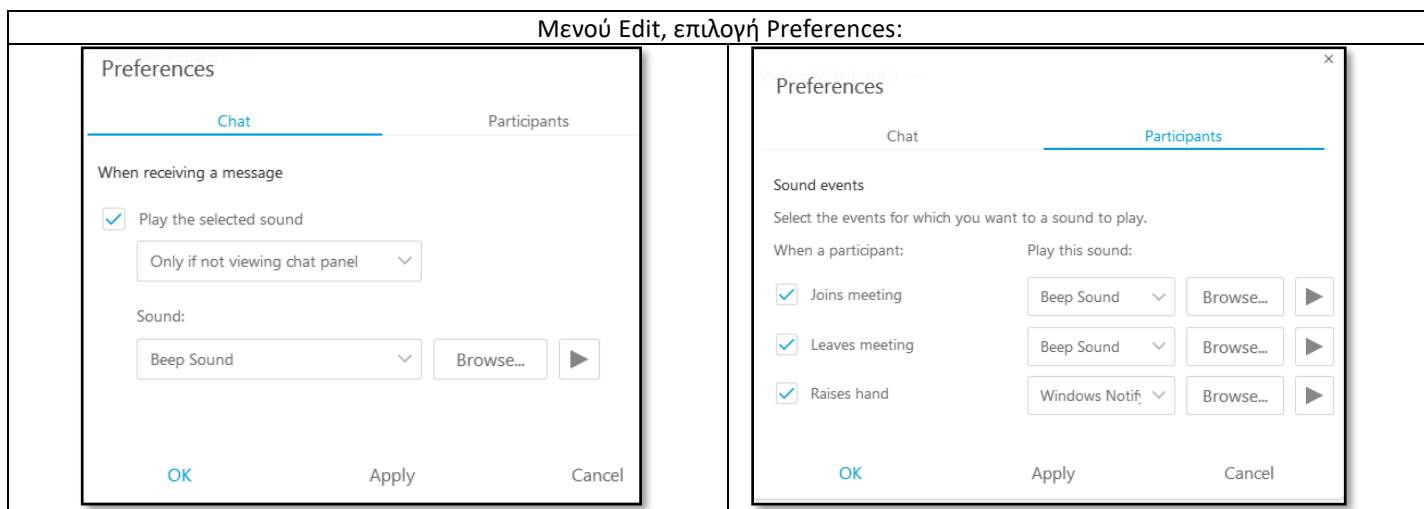 Μενού Edit, επιλογή Preferences:
Preferences
Chat Participants
When receiving a message
Play the selected sound
Only if not viewing chat panel
Sound:
Beep Sound Browse...
OK Apply Cancel
Preferences
Chat Participants
Sound events
Select the events for which you want to a sound to play.
When a participant: Play this sound:
Joins meeting Beep Sound Browse...
Leaves meeting Beep Sound Browse...
Raises hand Windows Notify Browse...
OK Apply Cancel